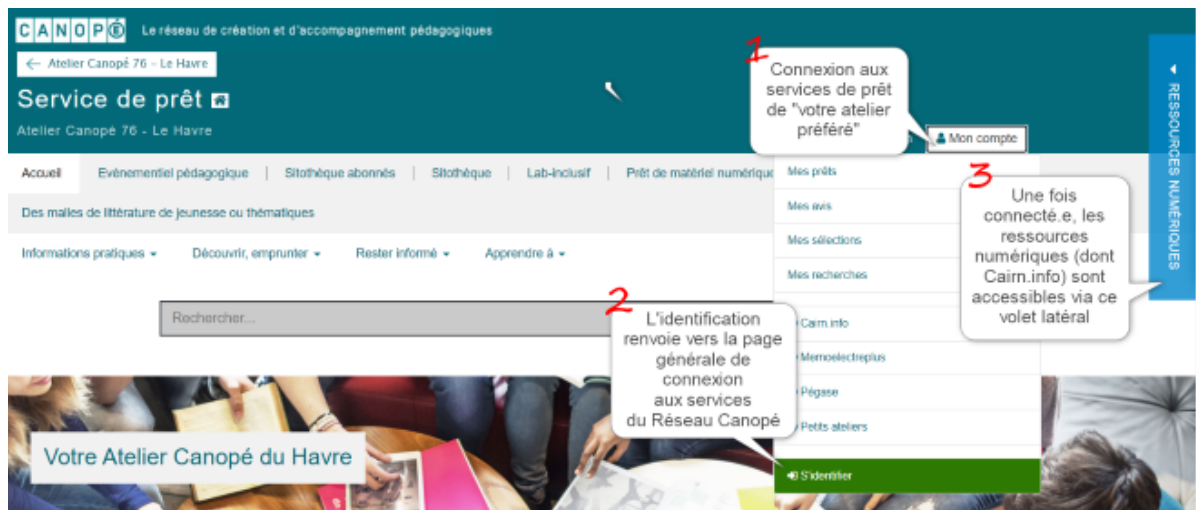 CANOPÉ Le réseau de création et d'accompagnement pédagogiques
← Atelier Canopé 76 - Le Havre
Service de prêt
Atelier Canopé 76 - Le Havre
1
Connexion aux
services de prêt
de "votre atelier
préféré"
Mon compte
RESSOURCES NUMÉRIQUES
Accueil Evènementiel pédagogique | Sitothèque abonnés | Sitothèque | Lab-inclusif | Prêt de matériel numérique
Des malles de littérature de jeunesse ou thématiques
Informations pratiques Découvrir, emprunter Rester informé Apprendre à
Rechercher...
Mes prêts
Mes avis
Mes sélections
Mes recherches
Cairn.info
Memoelectreplus
Pégase
Petits ateliers
S'identifier
3
Une fois
connecté.e, les
ressources
numériques (dont
Cairn.info) sont
accessibles via ce
volet latéral
2
L'identification
renvoie vers la page
générale de
connexion
aux services
du Réseau Canopé
Votre Atelier Canopé du Havre